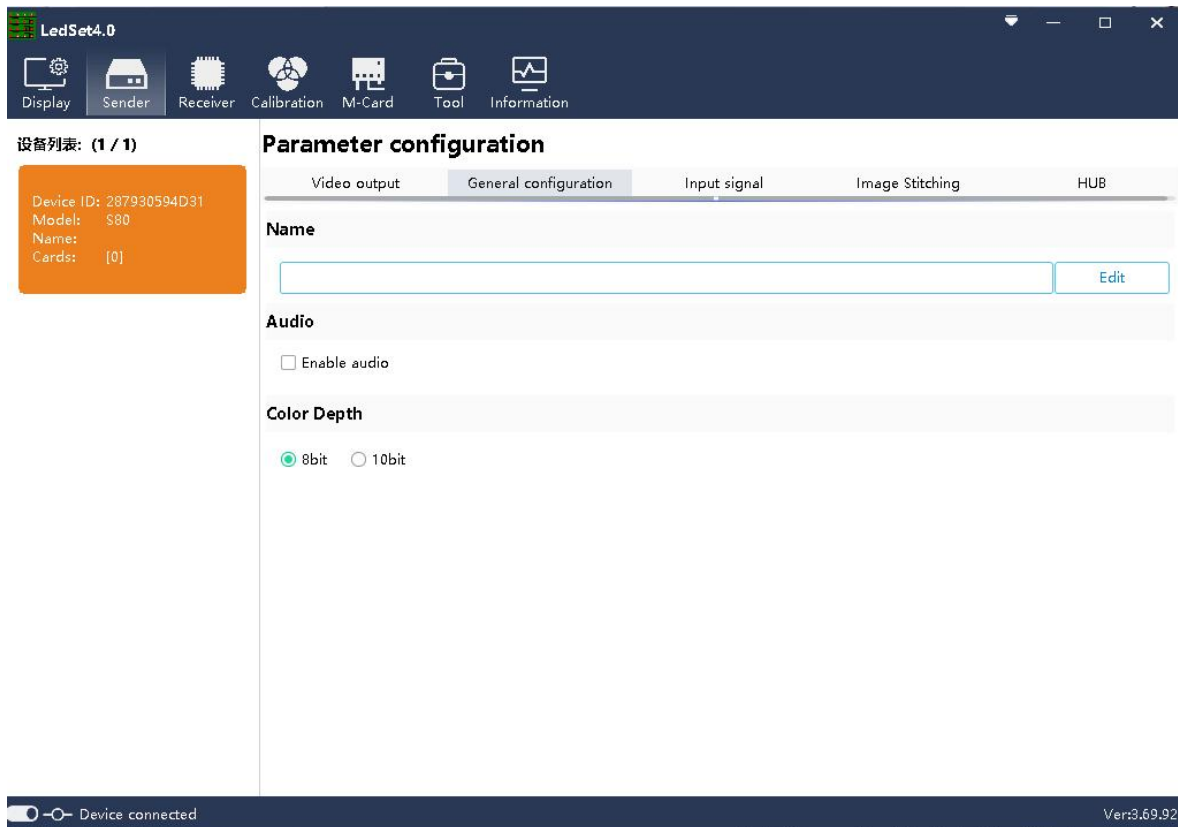 LedSet4.0
Display Sender Receiver Calibration M-Card Tool Information
设备列表: (1 / 1)
Device ID: 287930594D31
Model: S80
Name:
Cards: [0]
Parameter configuration
Video output General configuration Input signal Image Stitching HUB
Name
Edit
Audio
Enable audio
Color Depth
8bit 10bit
Device connected
Ver:3.69.92